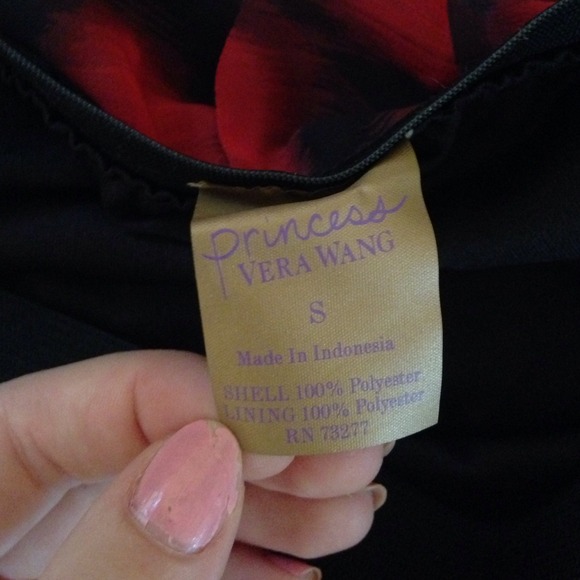 princess
VERA WANG
S
Made In Indonesia
SHELL 100% Polyester
LINING 100% Polyester
RN 73277